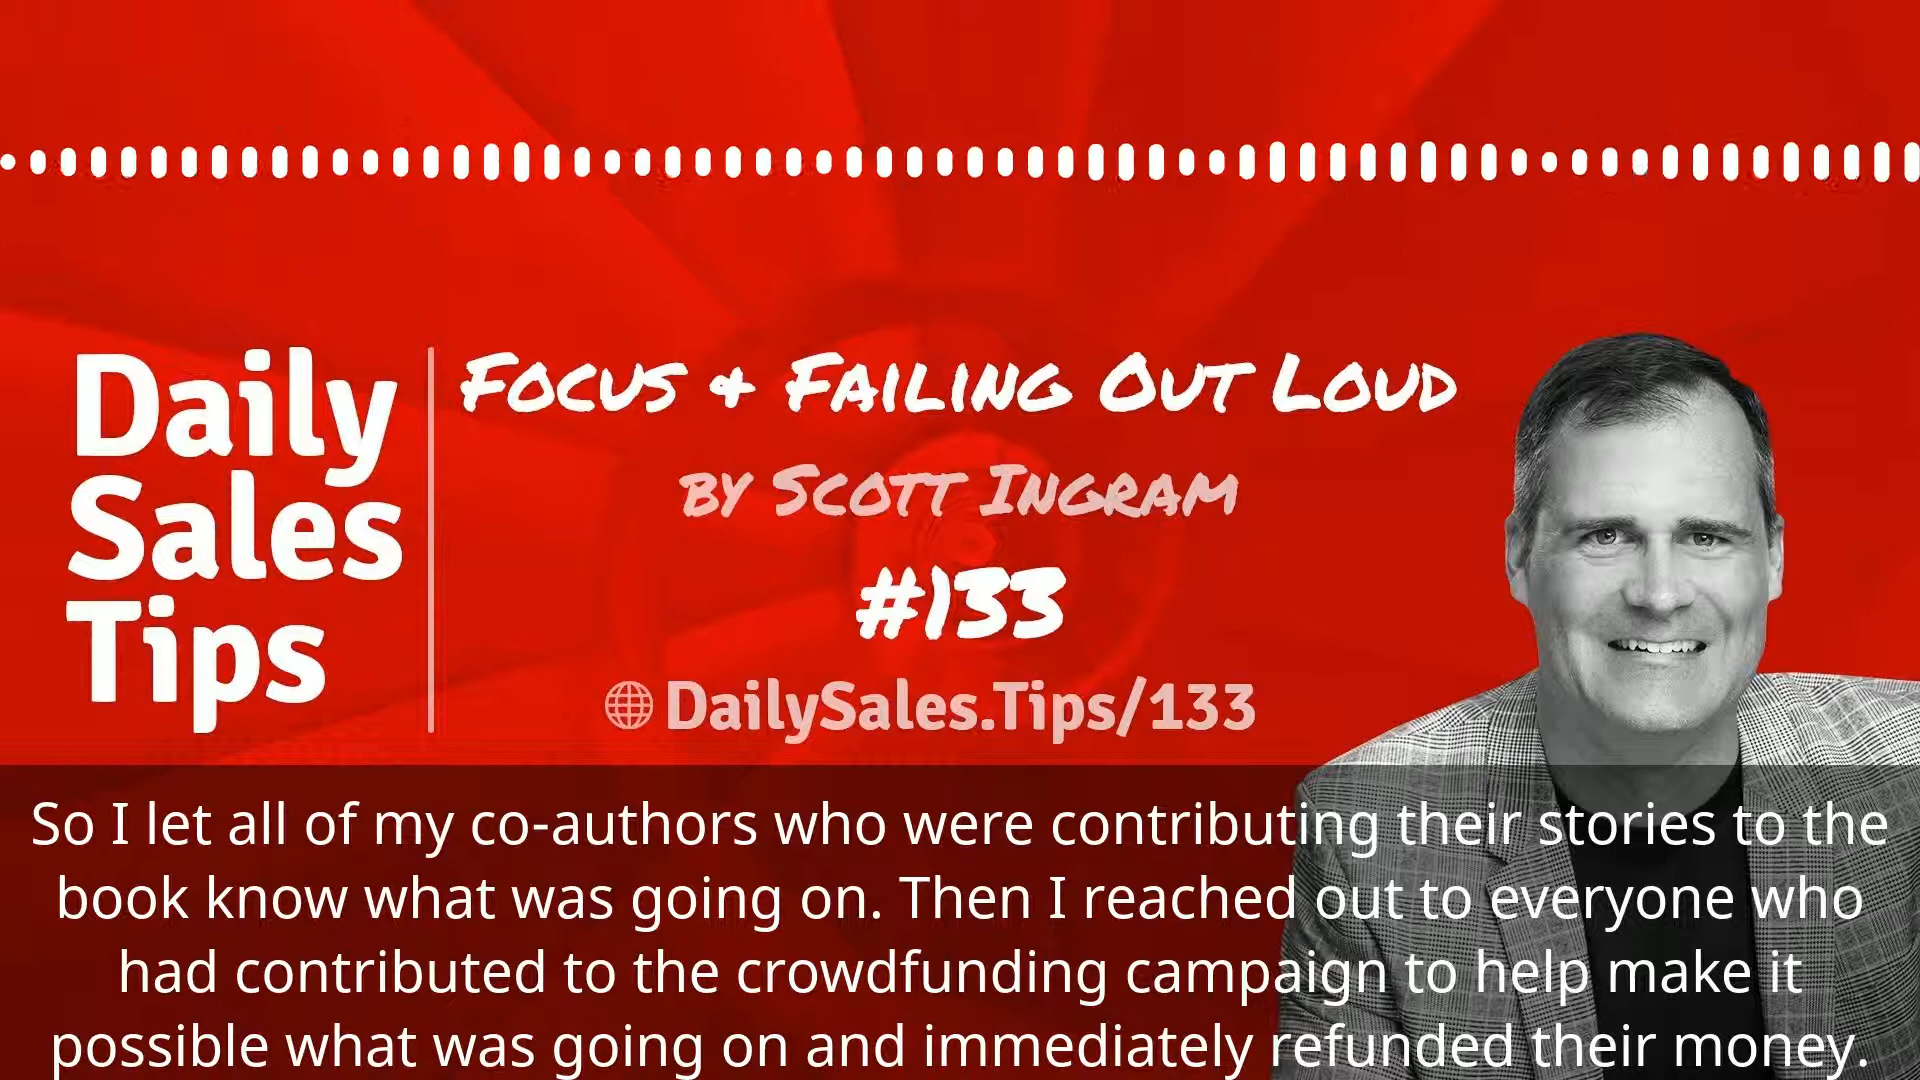 Daily
Sales
Tips
Focus & Failing Out Loud
by Scott Ingram
#133
DailySales.Tips/133
So I let all of my co-authors who were contributing their stories to the
book know what was going on. Then I reached out to everyone who
had contributed to the crowdfunding campaign to help make it
possible what was going on and immediately refunded their money.